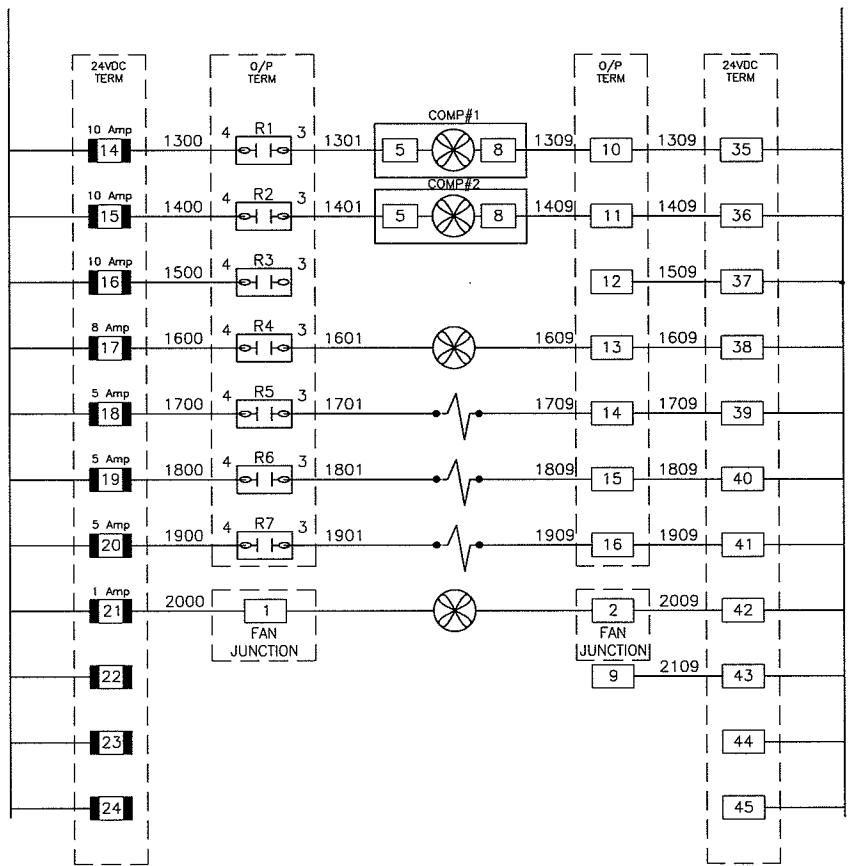 24VDC TERM O/P TERM O/P TERM 24VDC TERM
COMP#1
10 Amp 14 1300 4 R1 3 1301 5 8 1309 10 1309 35
COMP#2
10 Amp 15 1400 4 R2 3 1401 5 8 1409 11 1409 36
10 Amp 16 1500 4 R3 3 12 1509 37
8 Amp 17 1600 4 R4 3 1601 1609 13 1609 38
5 Amp 18 1700 4 R5 3 1701 1709 14 1709 39
5 Amp 19 1800 4 R6 3 1801 1809 15 1809 40
5 Amp 20 1900 4 R7 3 1901 1909 16 1909 41
1 Amp 21 2000 1 2 2009 42
FAN JUNCTION FAN JUNCTION
22 9 2109 43
23 44
24 45